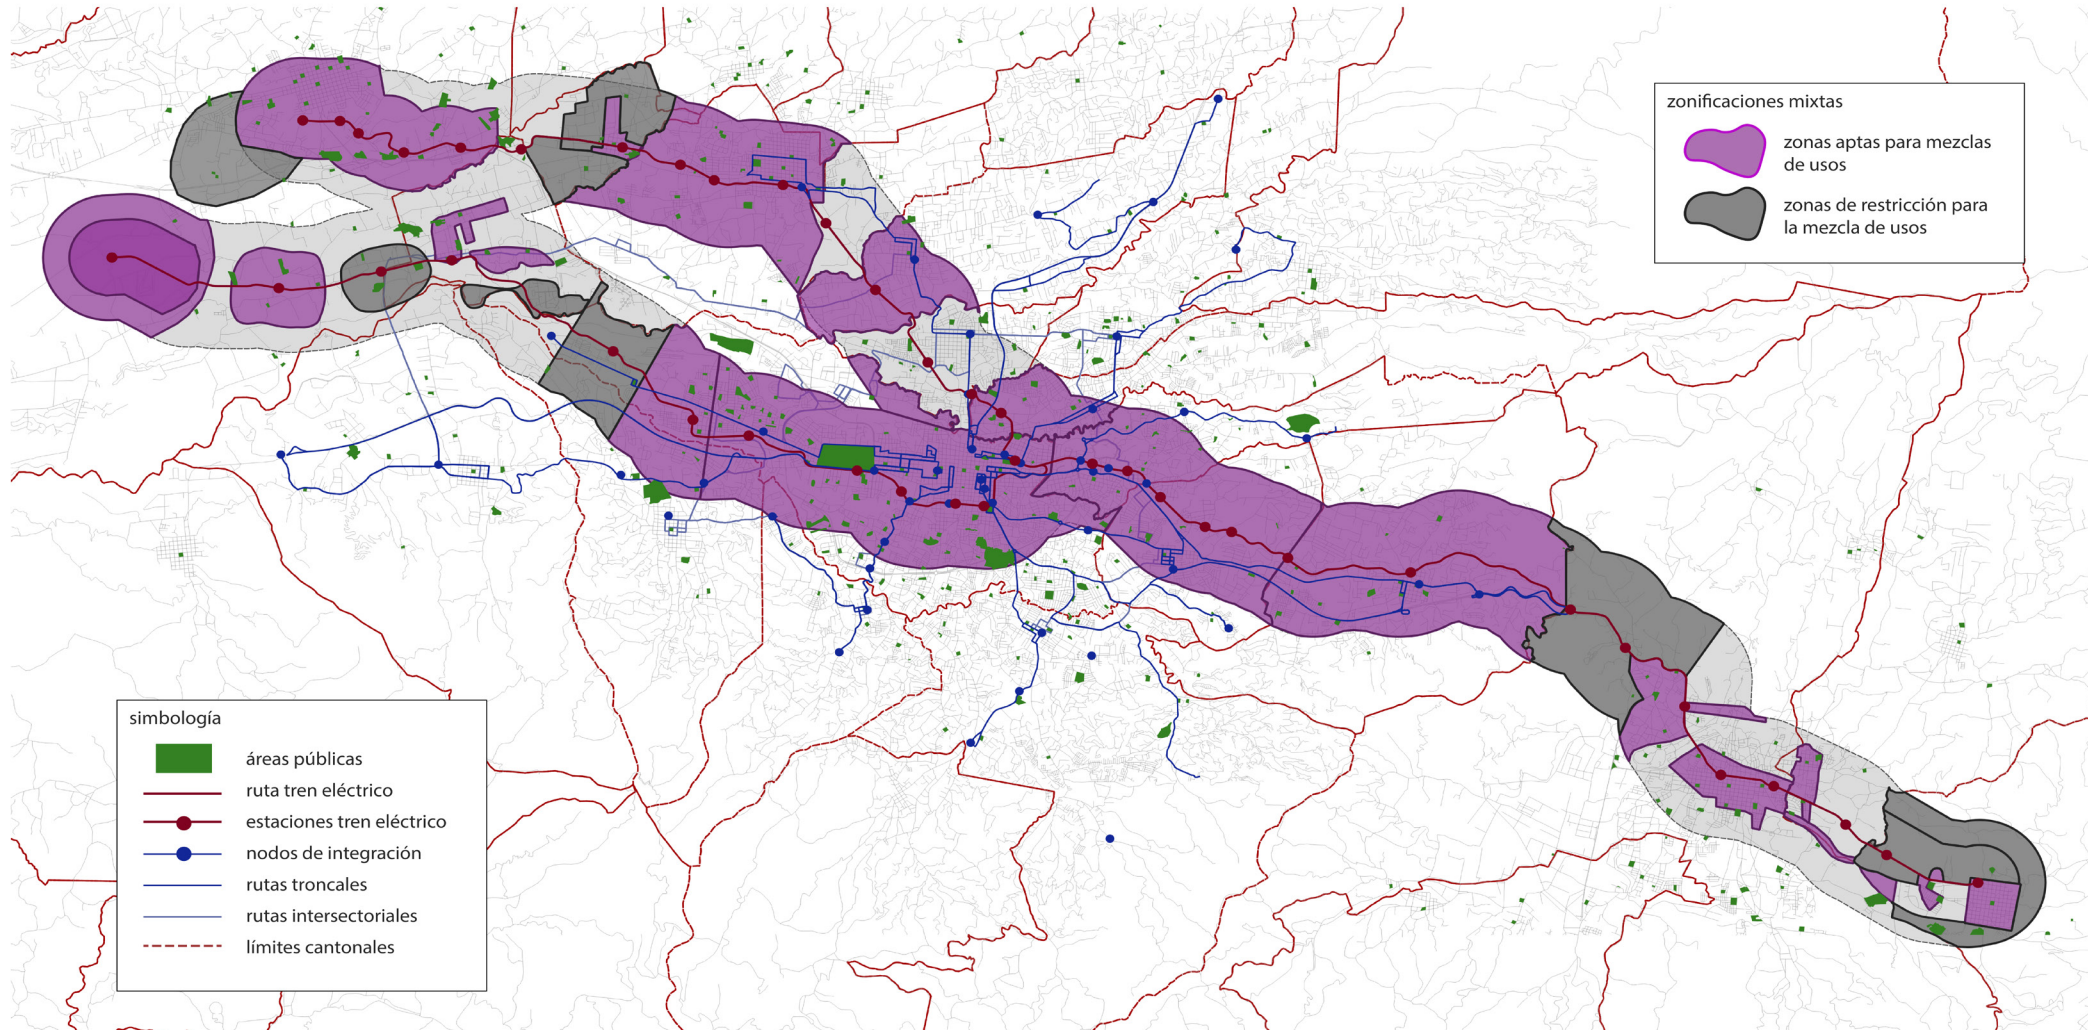 zonificaciones mixtas
zonas aptas para mezclas
de usos
zonas de restricción para
la mezcla de usos
simbología
áreas públicas
ruta tren eléctrico
estaciones tren eléctrico
nodos de integración
rutas troncales
rutas intersectoriales
límites cantonales